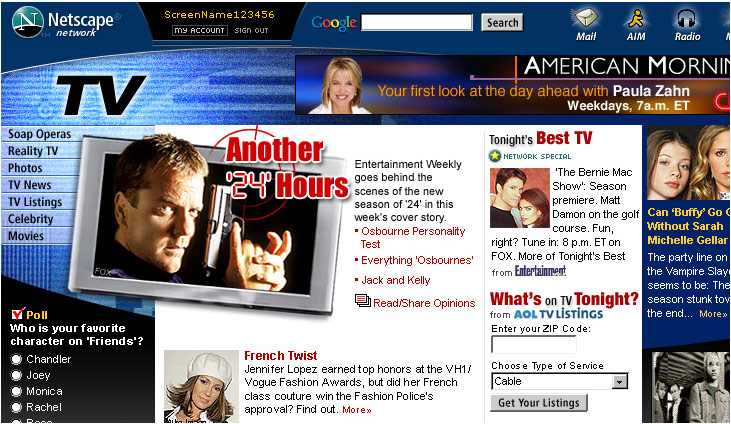 Netscape®
network
ScreenName123456
MY ACCOUNT SIGN OUT
Google
Search
Mail
AIM
Radio
TV
AMERICAN MORNIN
Your first look at the day ahead with Paula Zahn
Weekdays, 7a.m. ET
Soap Operas
Reality TV
Photos
TV News
TV Listings
Celebrity
Movies
Another
'24' Hours
FOX
Entertainment Weekly
goes behind the
scenes of the new
season of '24' in this
week's cover story.
Osbourne Personality
Test
Everything 'Osbournes'
Jack and Kelly
Read/Share Opinions
Tonight's Best TV
NETWORK SPECIAL
'The Bernie Mac
Show': Season
premiere. Matt
Damon on the golf
course. Fun,
right? Tune in: 8 p.m. ET on
FOX. More of Tonight's Best
from Entertainment
What's on TV Tonight?
from AOL TV LISTINGS
Enter your ZIP Code:
Choose Type of Service
Cable
Get Your Listings
Can 'Buffy' Go O
Without Sarah
Michelle Gellar
The party line on
the Vampire Slaye
seems to be: The
season stunk tow
the end... More»
Poll
Who is your favorite
character on 'Friends'?
Chandler
Joey
Monica
Rachel
French Twist
Jennifer Lopez earned top honors at the VH1/
Vogue Fashion Awards, but did her French
class couture win the Fashion Police's
approval? Find out. More»